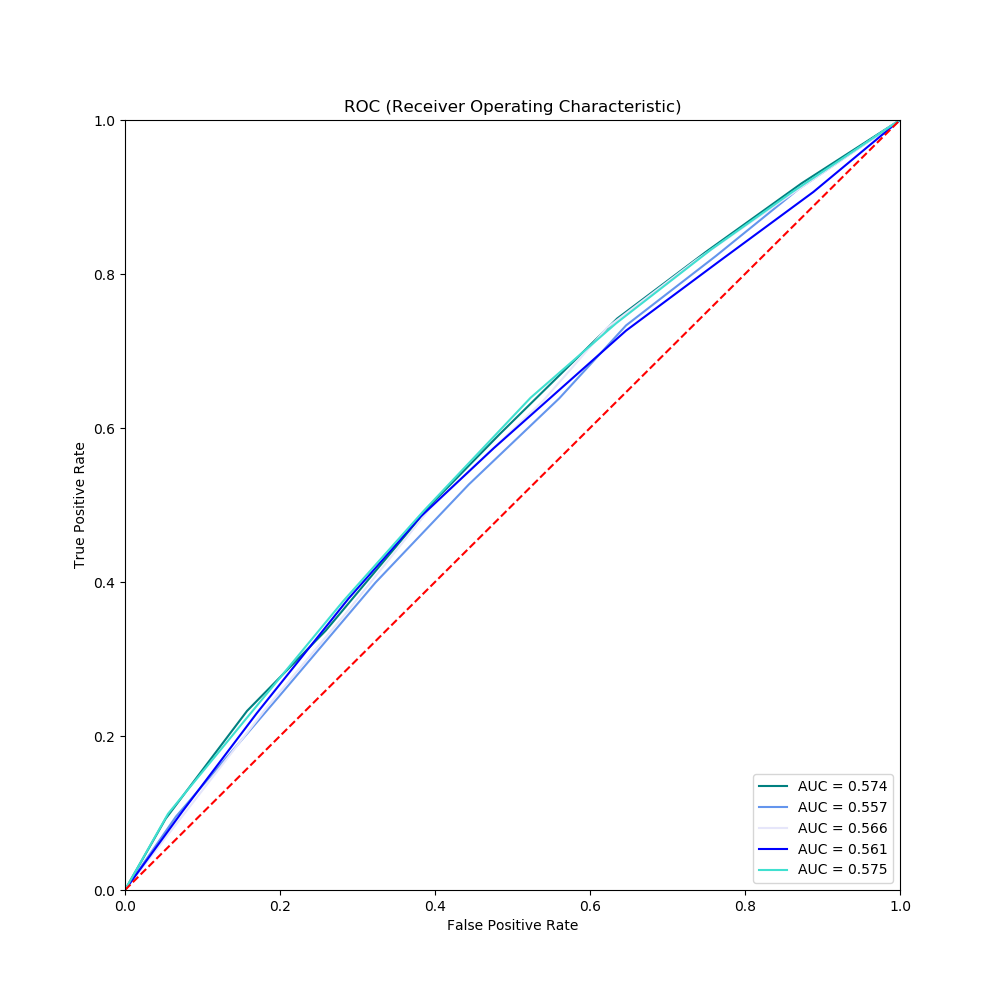 ROC (Receiver Operating Characteristic)
1.0
0.8
0.6
0.4
0.2
0.0
True Positive Rate
0.0 0.2 0.4 0.6 0.8 1.0
False Positive Rate
AUC = 0.574
AUC = 0.557
AUC = 0.566
AUC = 0.561
AUC = 0.575